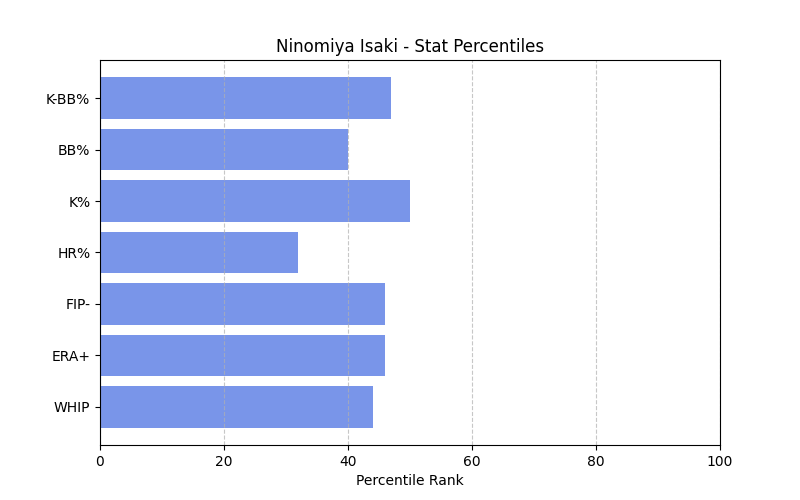 Ninomiya Isaki - Stat Percentiles
K-BB%
BB%
K%
HR%
FIP-
ERA+
WHIP
0 20 40 60 80 100
Percentile Rank